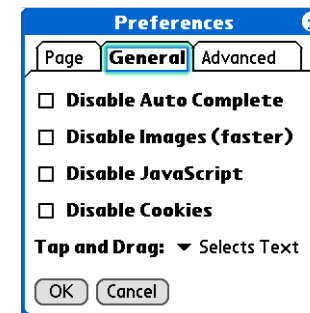 Preferences
Page General Advanced
Disable Auto Complete
Disable Images (faster)
Disable JavaScript
Disable Cookies
Tap and Drag: Selects Text
OK Cancel